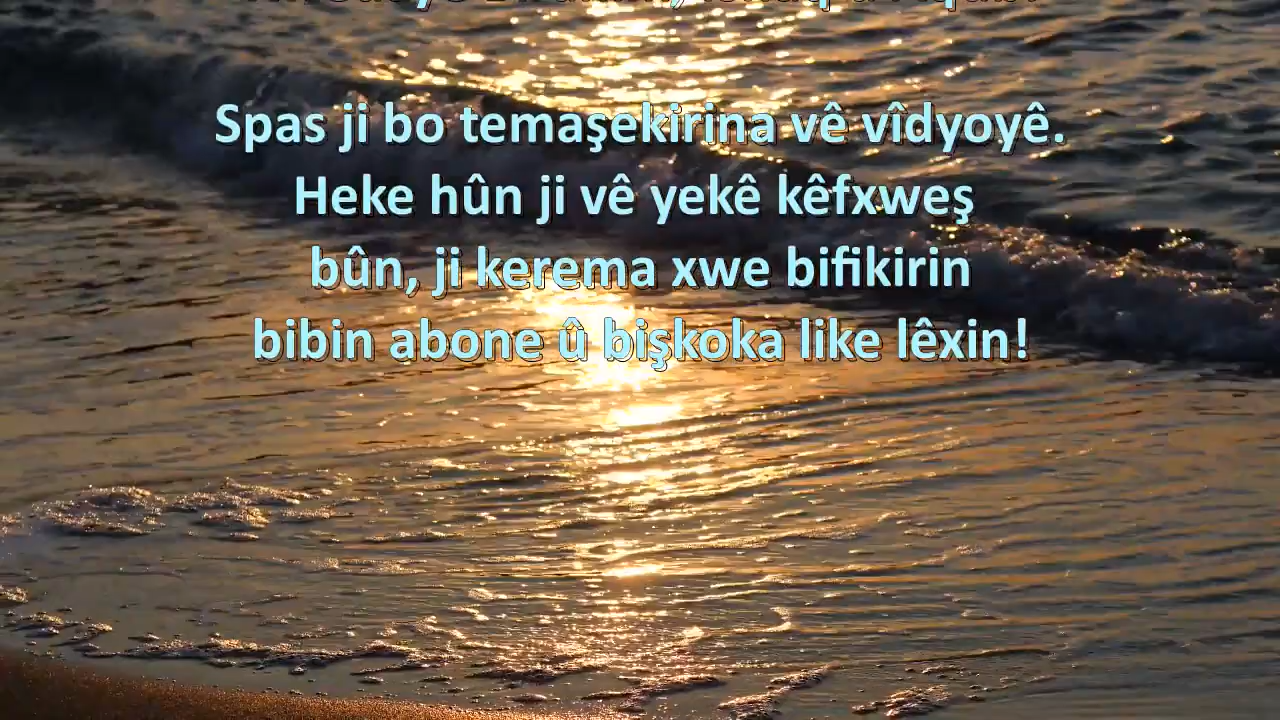 Spas ji bo temaşekirina vê vîdyoyê.
Heke hûn ji vê yekê kêfxweş
bûn, ji kerema xwe bifikirin
bibin abone û bişkoka like lêxin!